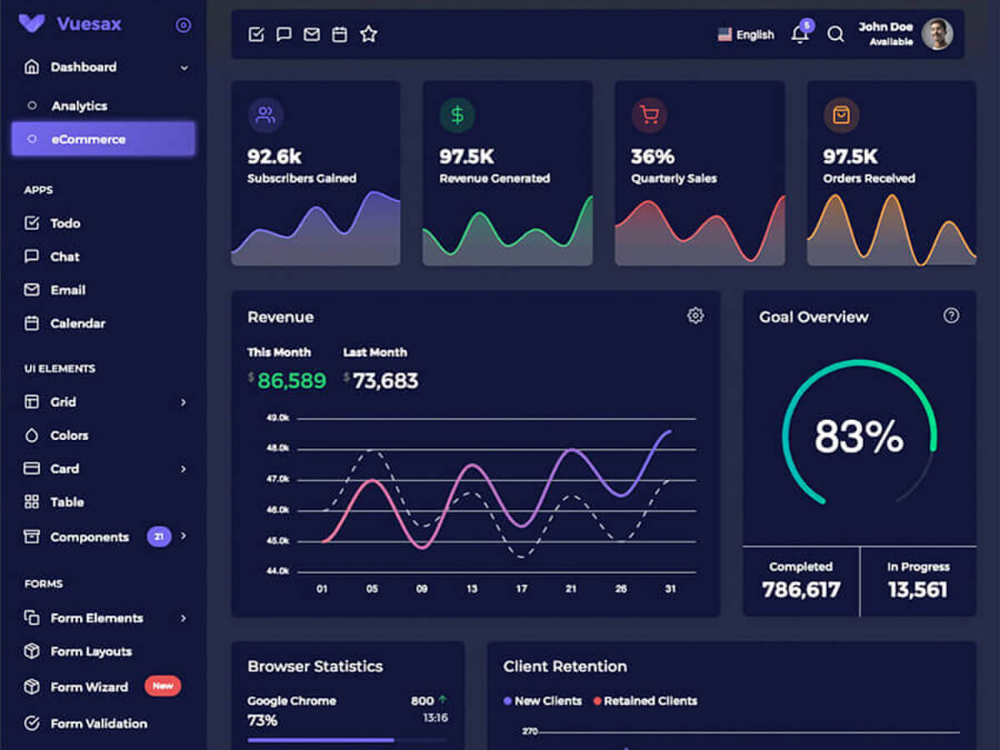 Vuesax
Dashboard
Analytics
eCommerce
APPS
Todo
Chat
Email
Calendar
UI ELEMENTS
Grid
Colors
Card
Table
Components 21
FORMS
Form Elements
Form Layouts
Form Wizard New
Form Validation
English
5
John Doe
Available
92.6k
Subscribers Gained
97.5K
Revenue Generated
36%
Quarterly Sales
97.5K
Orders Received
Revenue
This Month Last Month
$86,589 $73,683
49.0k
48.0k
47.0k
46.0k
45.0k
44.0k
01 05 09 13 17 21 26 31
Goal Overview
83%
Completed In Progress
786,617 13,561
Browser Statistics
Google Chrome 800
73% 13:16
Client Retention
New Clients Retained Clients
270